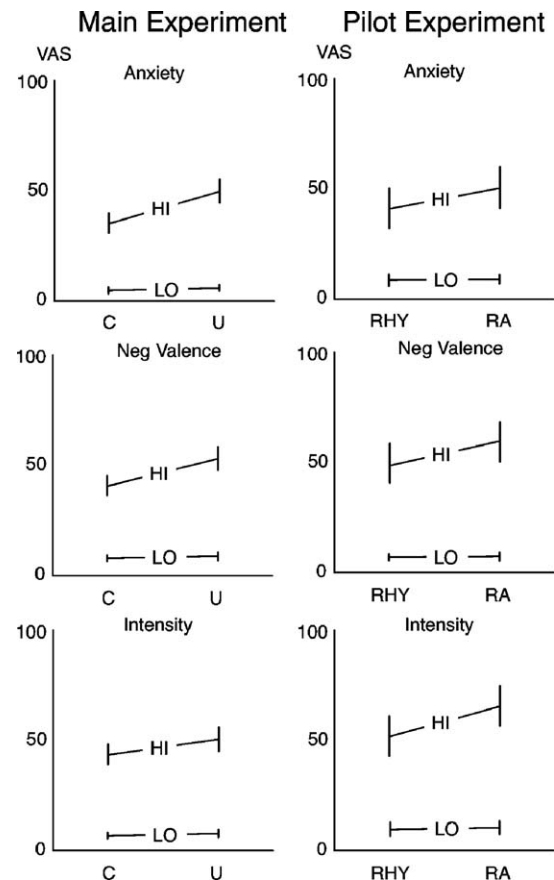 Main Experiment Pilot Experiment
VAS VAS
100 Anxiety 100 Anxiety
50 HI 50 HI
0 LO 0 LO
C U RHY RA
100 Neg Valence 100 Neg Valence
50 HI 50 HI
0 LO 0 LO
C U RHY RA
100 Intensity 100 Intensity
50 HI 50 HI
0 LO 0 LO
C U RHY RA